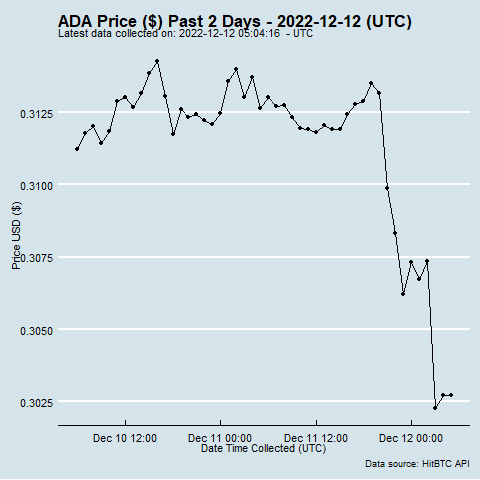 ADA Price ($) Past 2 Days - 2022-12-12 (UTC)
Latest data collected on: 2022-12-12 05:04:16  - UTC
Price USD ($)
0.3125
0.3100
0.3075
0.3050
0.3025
Dec 10 12:00
Dec 11 00:00
Dec 11 12:00
Dec 12 00:00
Date Time Collected (UTC)
Data source: HitBTC API